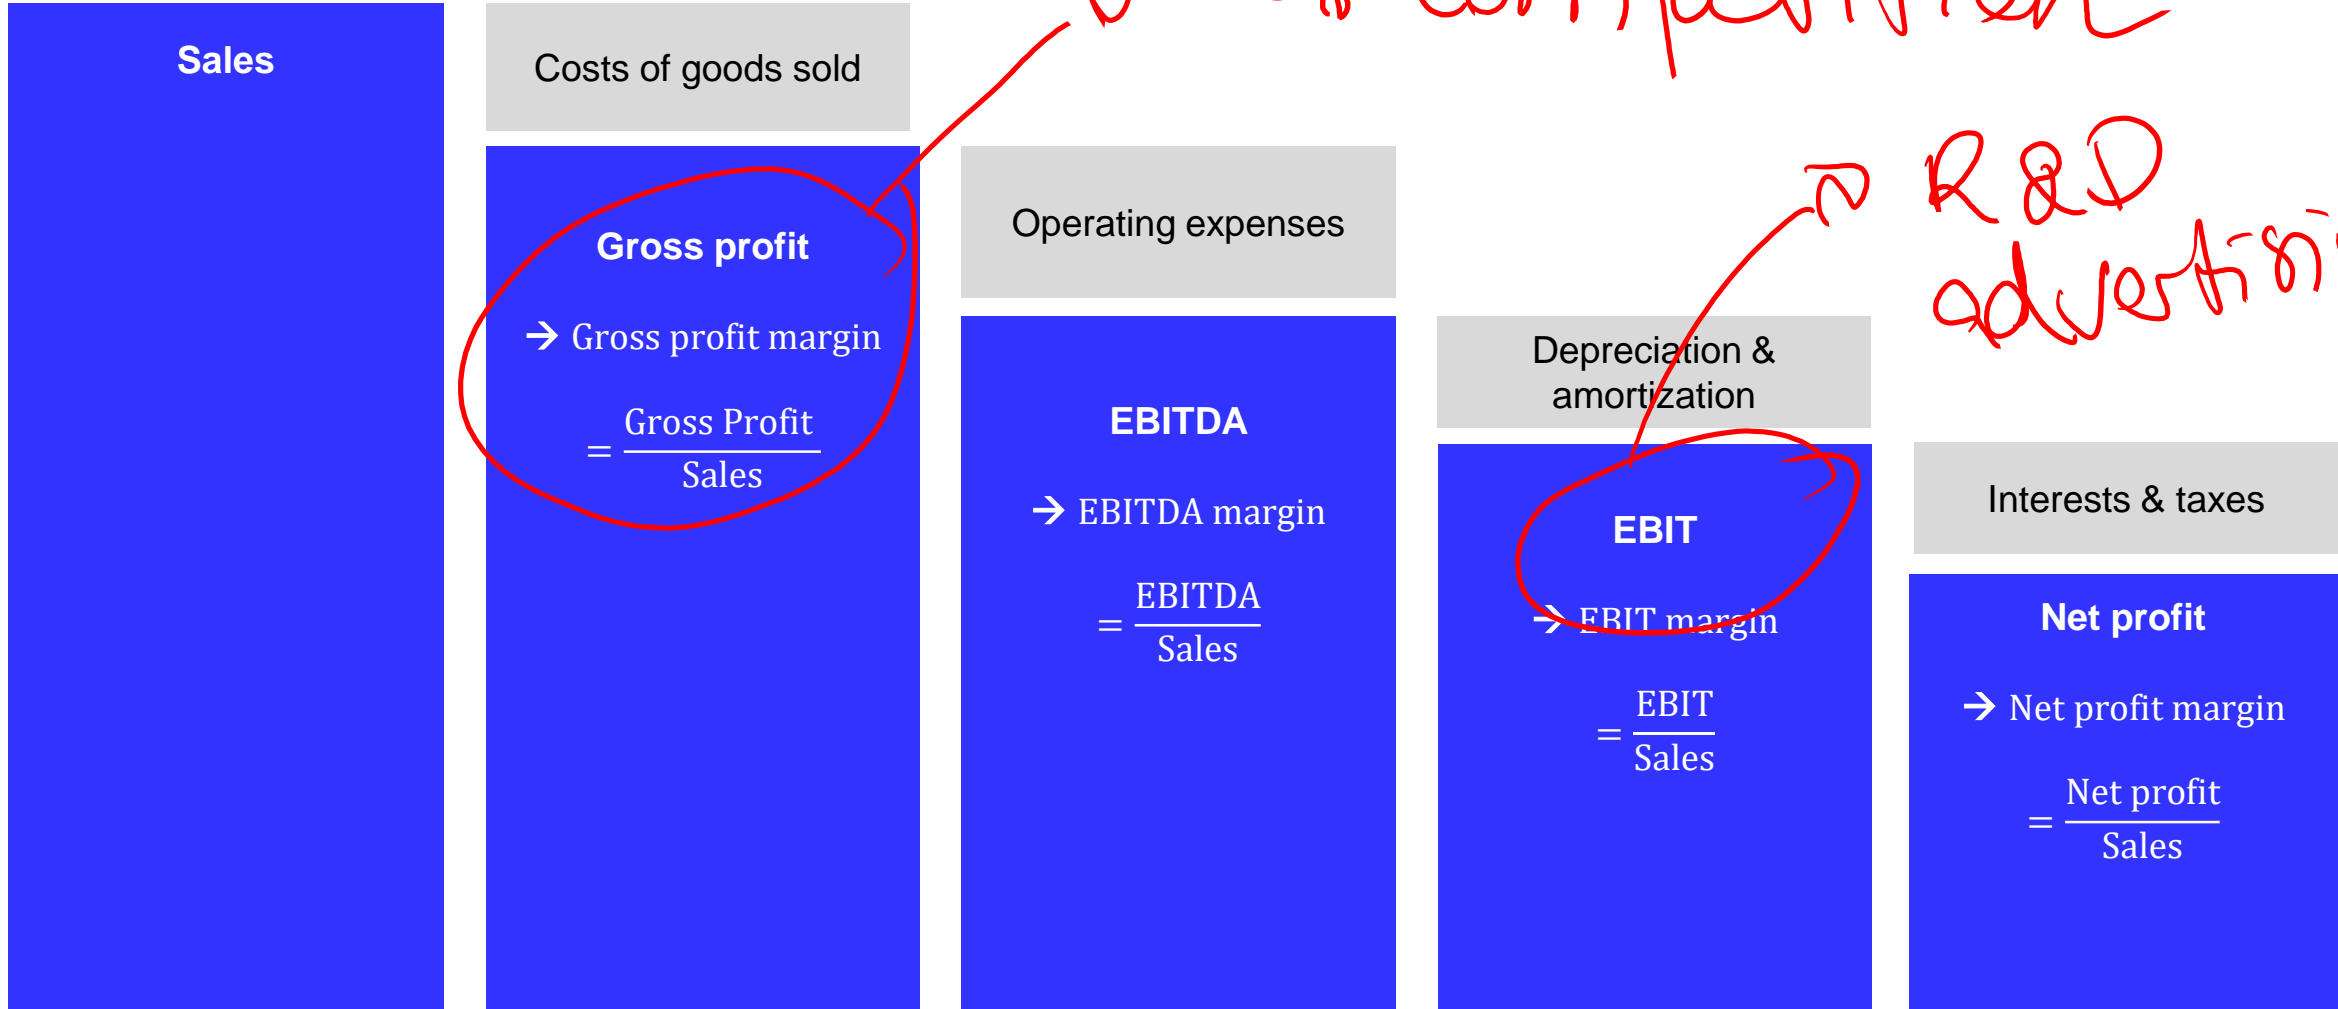 competition
Sales
Costs of goods sold
R&D
Gross profit
Operating expenses
→ Gross profit margin
Depreciation &
amortization
= Gross Profit
Sales
EBITDA
Interests & taxes
→ EBITDA margin
EBIT
= EBITDA
Sales
→ EBIT margin
Net profit
= EBIT
Sales
→ Net profit margin
= Net profit
Sales